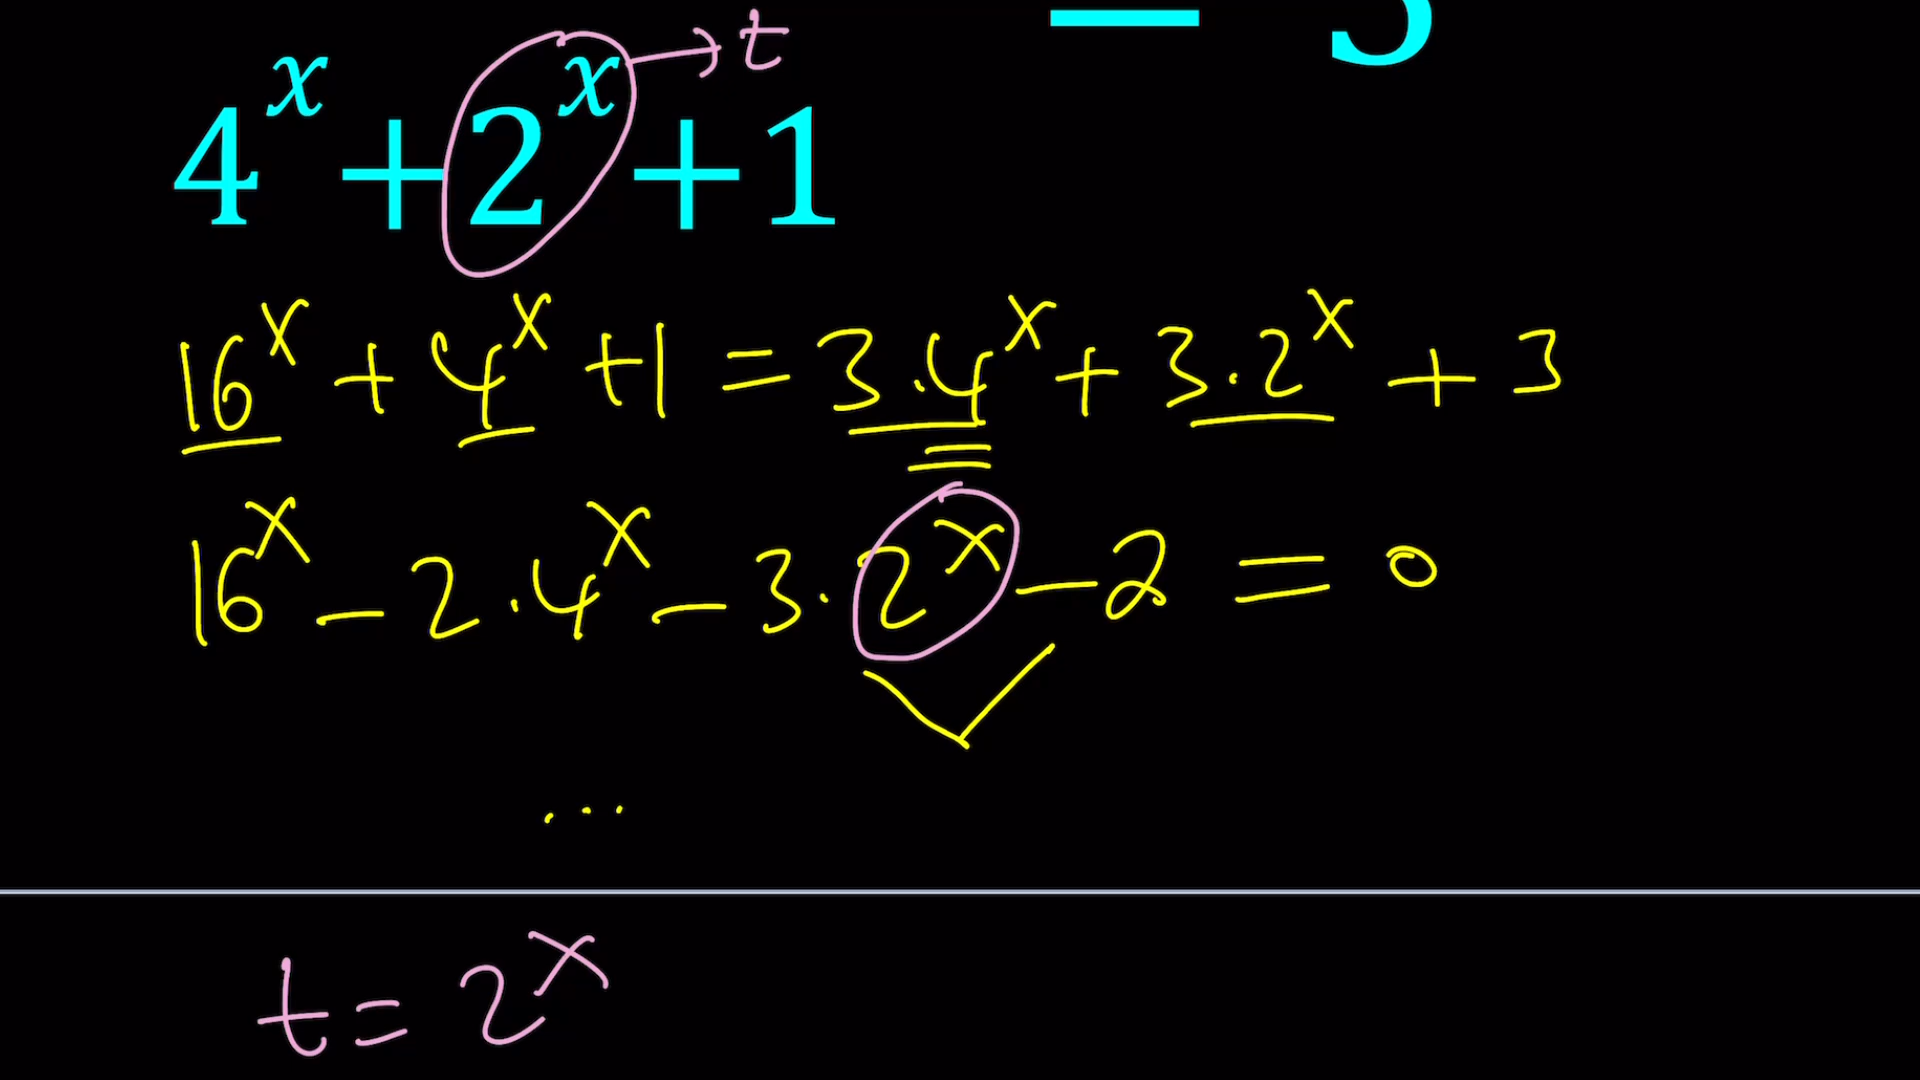 = 3
4^x + 2^x + 1 → t
16^x + 4^x + 1 = 3·4^x + 3·2^x + 3
16^x - 2·4^x - 3·2^x - 2 = 0
...
t = 2^x